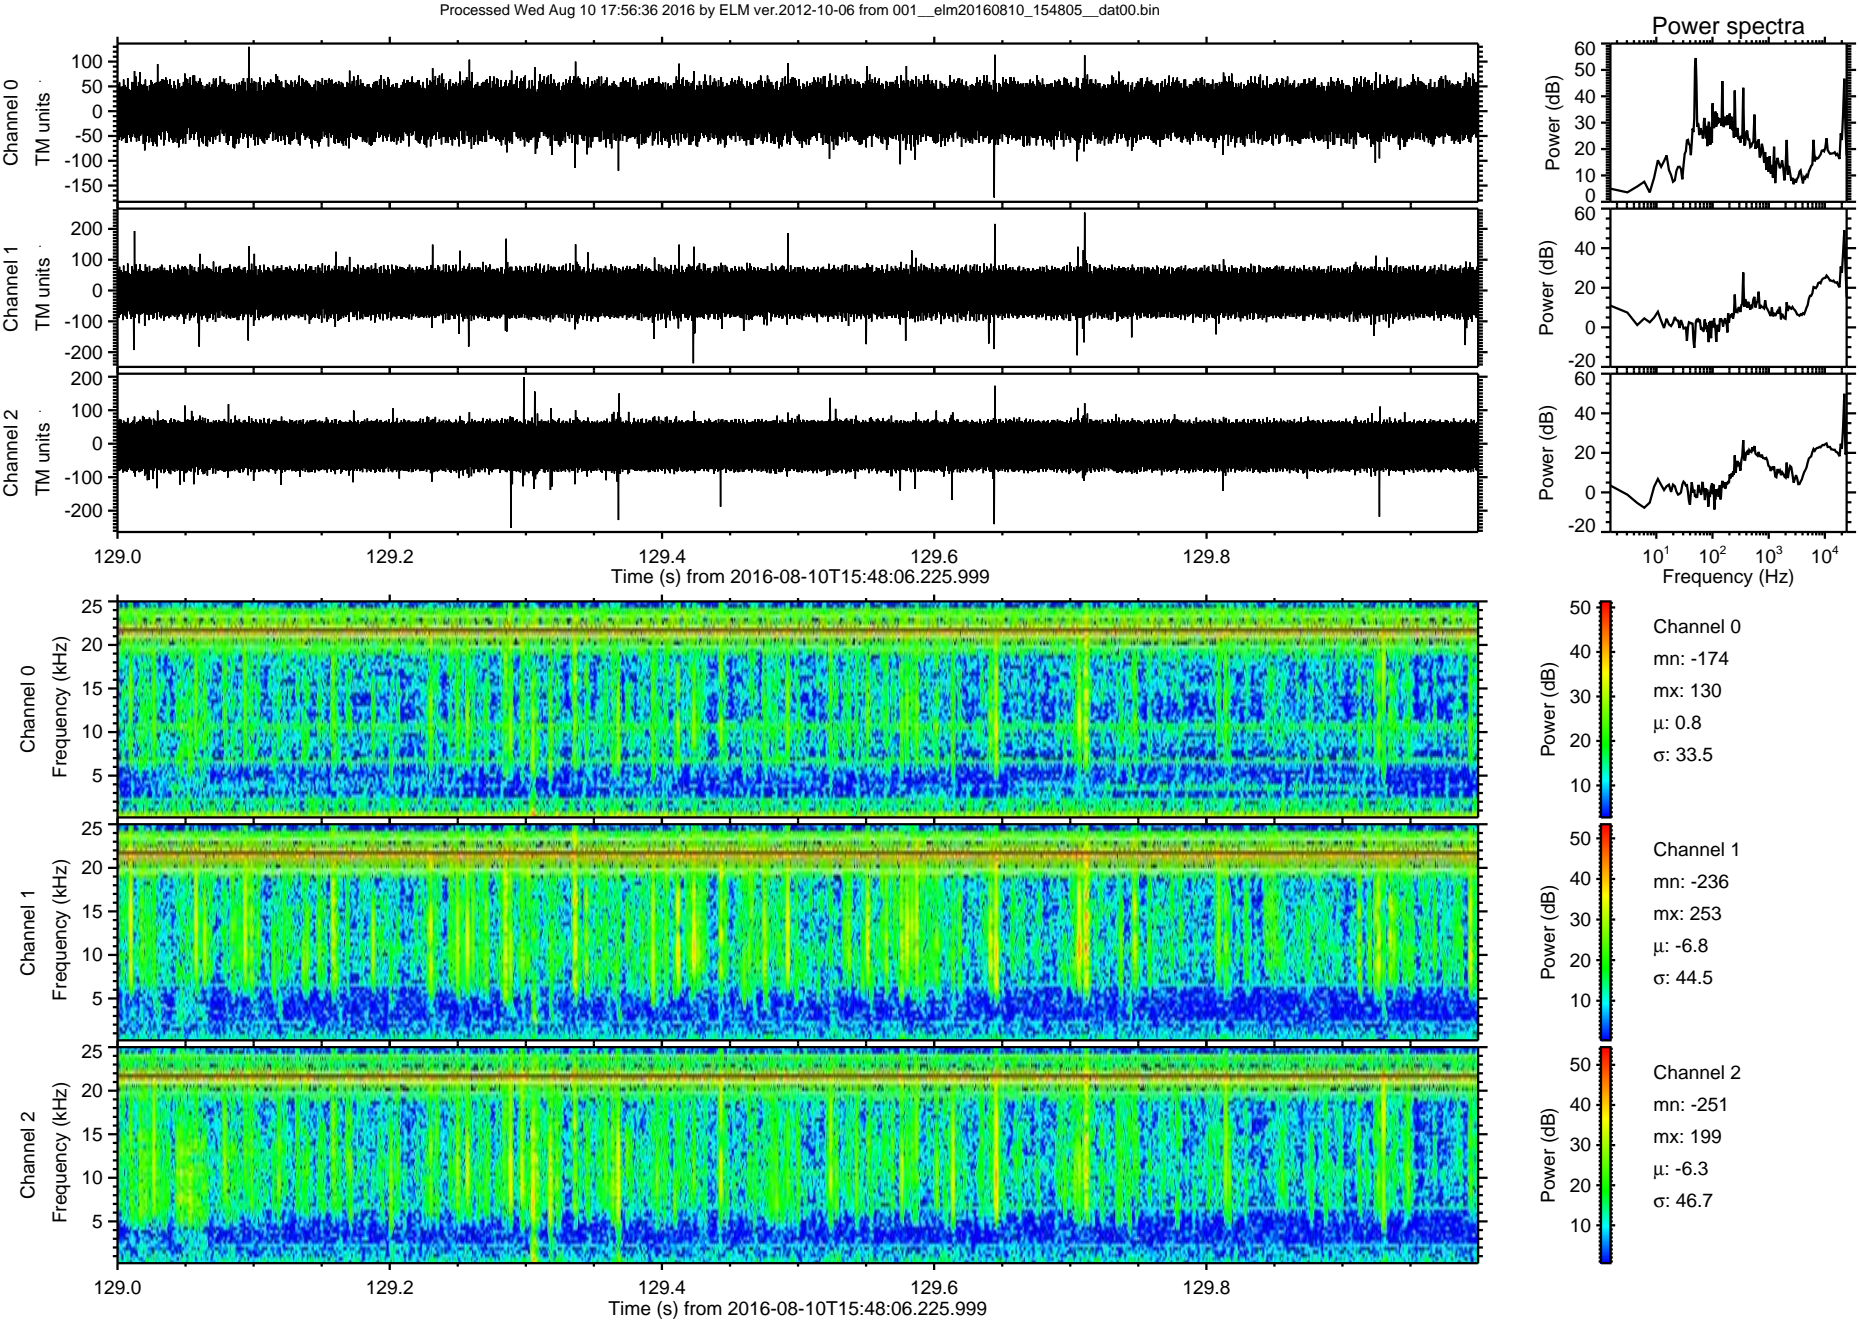 Processed Wed Aug 10 17:56:36 2016 by ELM ver.2012-10-06 from 001__elm20160810_154805__dat00.bin
Power spectra
Channel 0
TM units
100
50
0
-50
-100
-150
Power (dB)
60
50
40
30
20
10
0
Channel 1
TM units
200
100
0
-100
-200
Power (dB)
60
40
20
0
-20
Channel 2
TM units
200
100
0
-100
-200
Power (dB)
60
40
20
0
-20
129.0 129.2 129.4 129.6 129.8
Time (s) from 2016-08-10T15:48:06.225.999
10¹ 10² 10³ 10⁴
Frequency (Hz)
Channel 0
Frequency (kHz)
25
20
15
10
5
Power (dB)
50
40
30
20
10
Channel 0
mn: -174
mx: 130
μ: 0.8
σ: 33.5
Channel 1
Frequency (kHz)
25
20
15
10
5
Power (dB)
50
40
30
20
10
Channel 1
mn: -236
mx: 253
μ: -6.8
σ: 44.5
Channel 2
Frequency (kHz)
25
20
15
10
5
Power (dB)
50
40
30
20
10
Channel 2
mn: -251
mx: 199
μ: -6.3
σ: 46.7
129.0 129.2 129.4 129.6 129.8
Time (s) from 2016-08-10T15:48:06.225.999